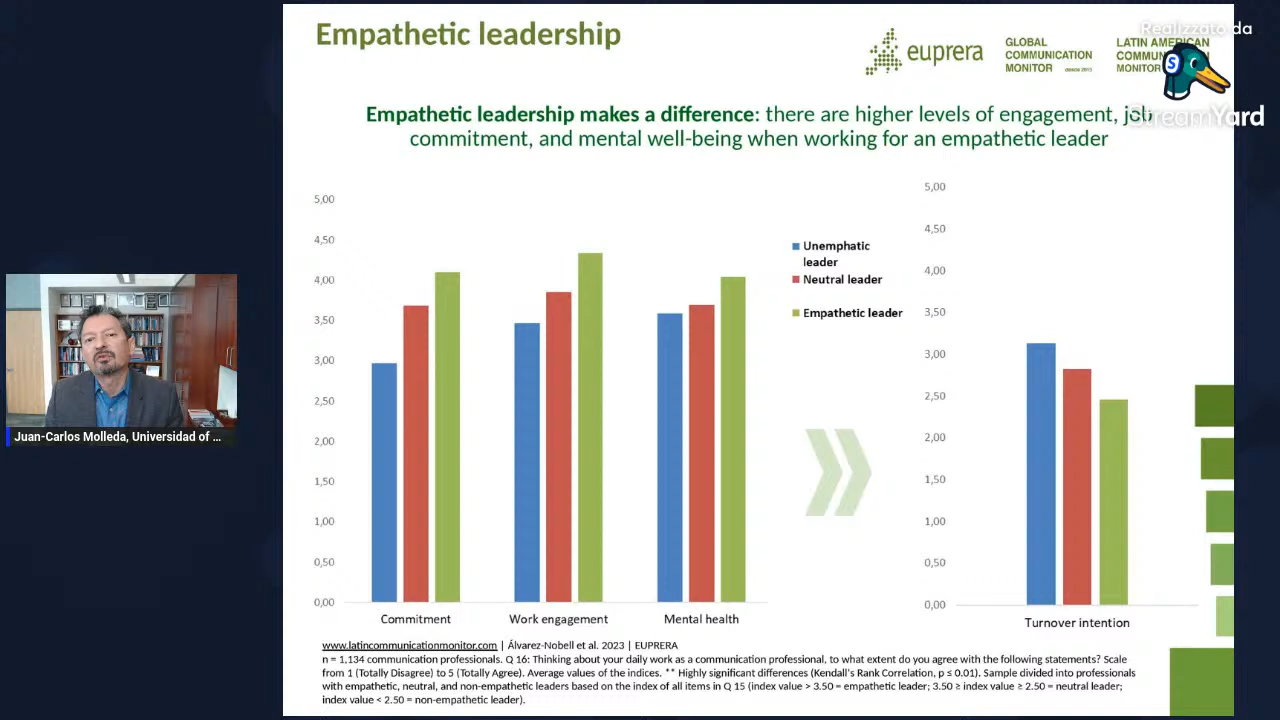 Empathetic leadership
euprera
GLOBAL
COMMUNICATION
MONITOR
LATIN AMERICAN
MONITOR
Realizzato da
StreamYard
Empathetic leadership makes a difference: there are higher levels of engagement, job
commitment, and mental well-being when working for an empathetic leader
5,00
4,50
4,00
3,50
3,00
2,50
2,00
1,50
1,00
0,50
0,00
Commitment
Work engagement
Mental health
Unemphatic
leader
Neutral leader
Empathetic leader
5,00
4,50
4,00
3,50
3,00
2,50
2,00
1,50
1,00
0,50
0,00
Turnover intention
Juan-Carlos Molleda, Universidad of ...
www.latincommunicationmonitor.com | Álvarez-Nobell et al. 2023 | EUPRERA
n = 1,134 communication professionals. Q 16: Thinking about your daily work as a communication professional, to what extent do you agree with the following statements? Scale
from 1 (Totally Disagree) to 5 (Totally Agree). Average values of the indices. ** Highly significant differences (Kendall's Rank Correlation, p ≤ 0.01). Sample divided into professionals
with empathetic, neutral, and non-empathetic leaders based on the index of all items in Q 15 (index value > 3.50 = empathetic leader; 3.50 ≥ index value ≥ 2.50 = neutral leader;
index value < 2.50 = non-empathetic leader).